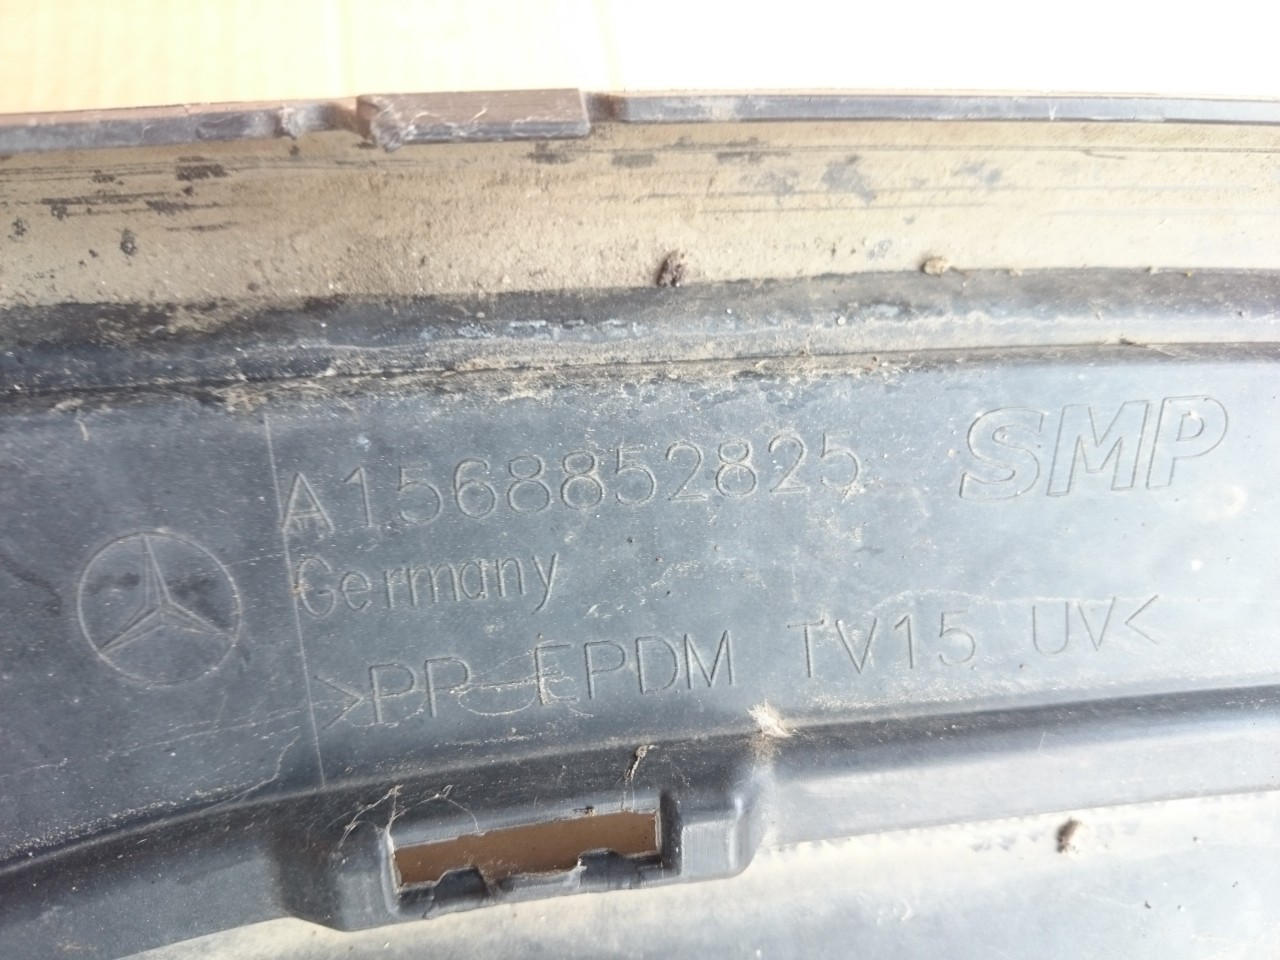 A1568852825
SMP
Germany
>PP-EPDM TV15 UV<